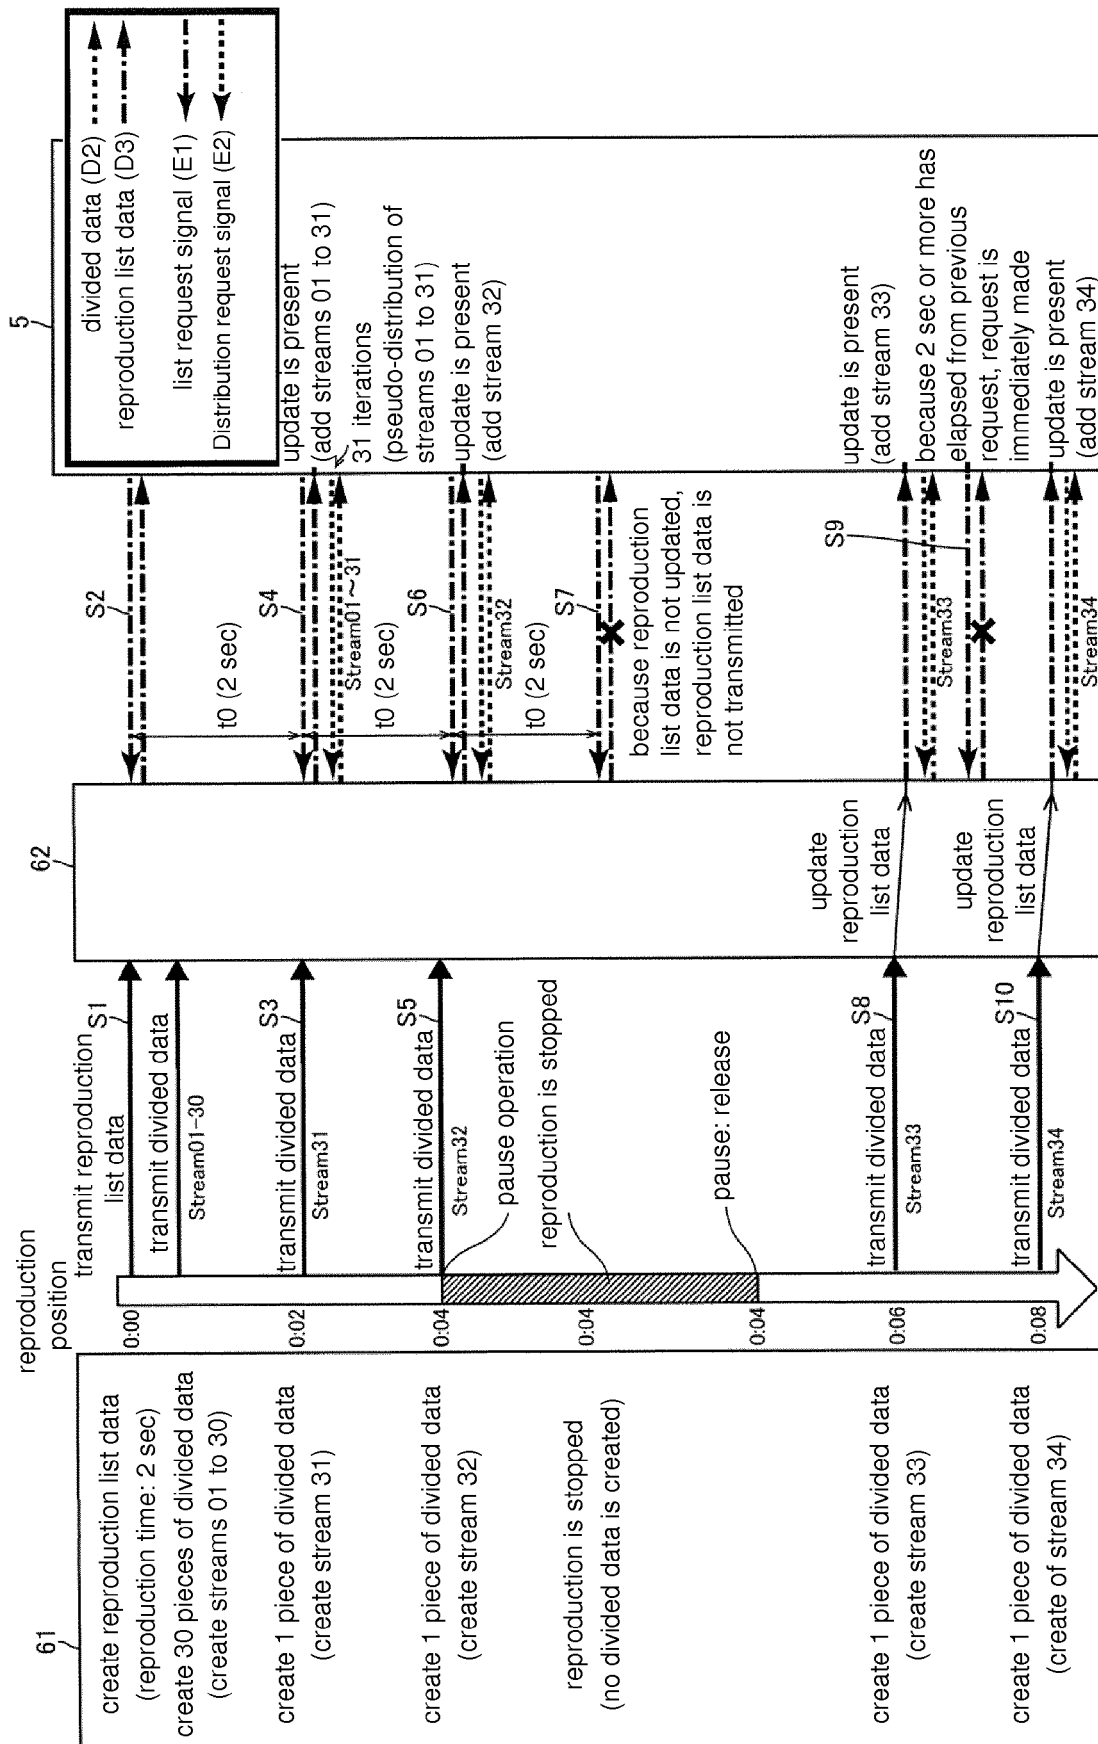 61
62
5
create reproduction list data
(reproduction time: 2 sec)
create 30 pieces of divided data
(create streams 01 to 30)
create 1 piece of divided data
(create stream 31)
create 1 piece of divided data
(create stream 32)
reproduction is stopped
(no divided data is created)
create 1 piece of divided data
(create stream 33)
create 1 piece of divided data
(create of stream 34)
reproduction
position
0:00
0:02
0:04
0:04
0:04
0:06
0:08
transmit reproduction
list data
S1
transmit divided data
Stream01-30
transmit divided data
S3
Stream31
transmit divided data
S5
Stream32
pause operation
reproduction is stopped
pause: release
transmit divided data
S8
Stream33
transmit divided data
S10
Stream34
update
reproduction
list data
update
reproduction
list data
S2
t0 (2 sec)
S4
Stream01~31
t0 (2 sec)
S6
Stream32
t0 (2 sec)
S7
because reproduction
list data is not updated,
reproduction list data is
not transmitted
Stream33
S9
Stream34
divided data (D2)
reproduction list data (D3)
list request signal (E1)
Distribution request signal (E2)
update is present
(add streams 01 to 31)
31 iterations
(pseudo-distribution of
streams 01 to 31)
update is present
(add stream 32)
update is present
(add stream 33)
because 2 sec or more has
elapsed from previous
request, request is
immediately made
update is present
(add stream 34)